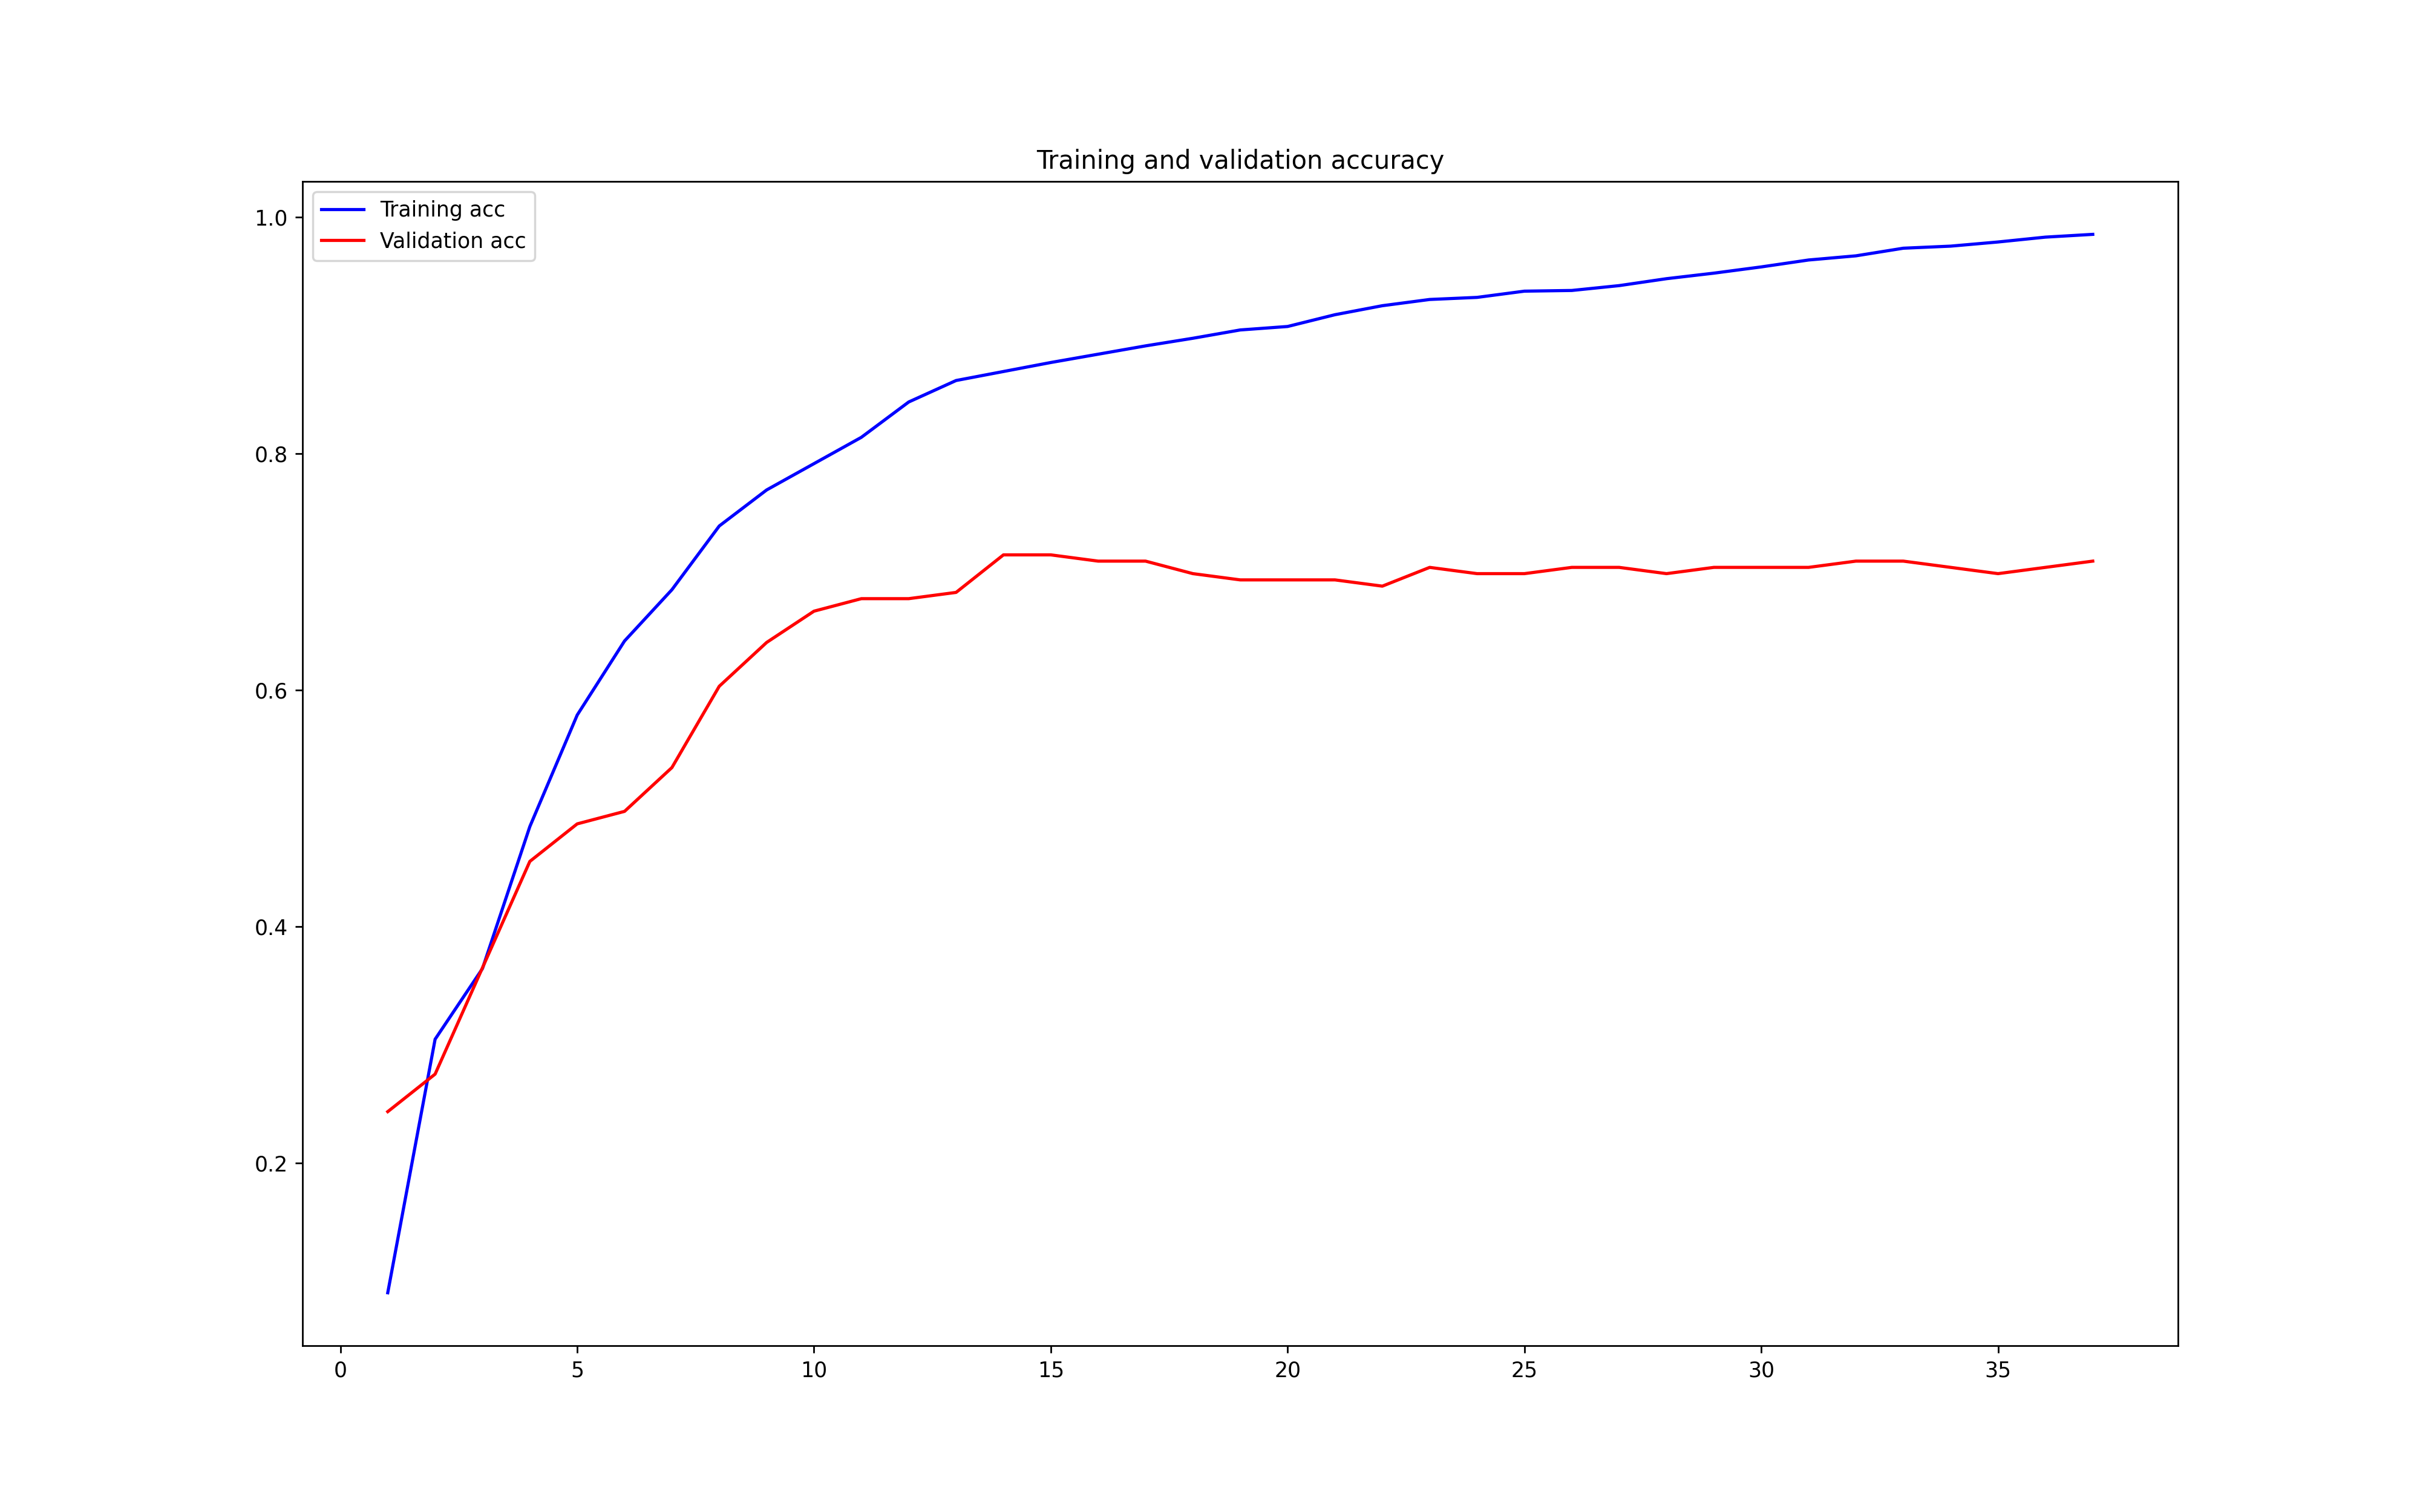 Training and validation accuracy
Training acc
Validation acc
1.0
0.8
0.6
0.4
0.2
0 5 10 15 20 25 30 35